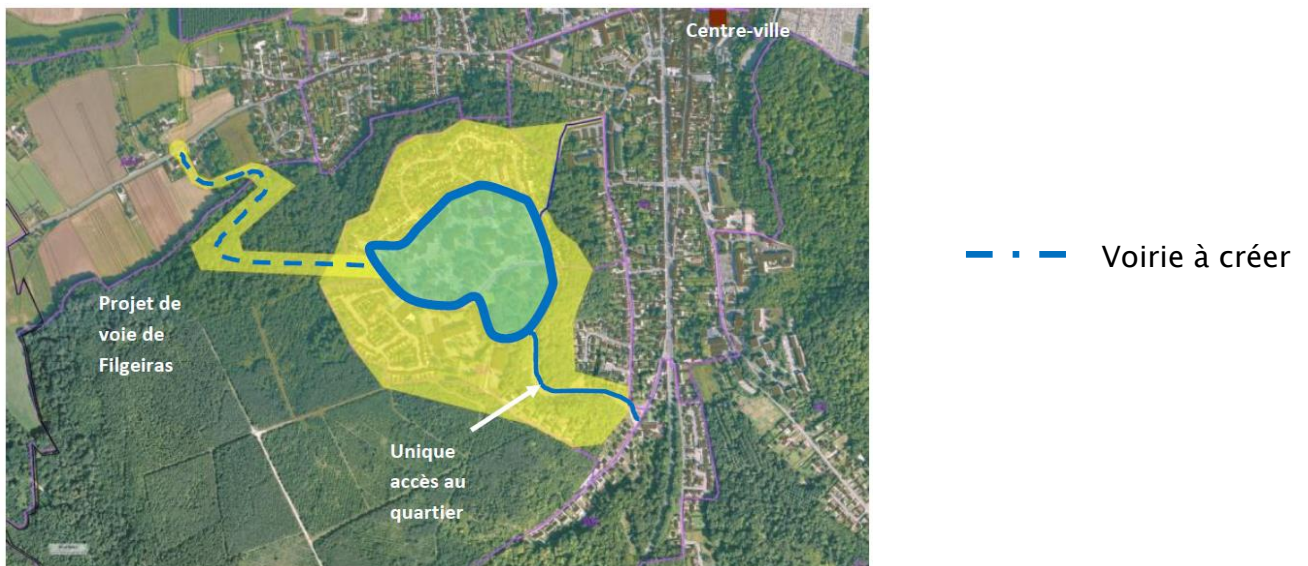 Centre-ville
Voirie à créer
Projet de
voie de
Filgeiras
Unique
accès au
quartier